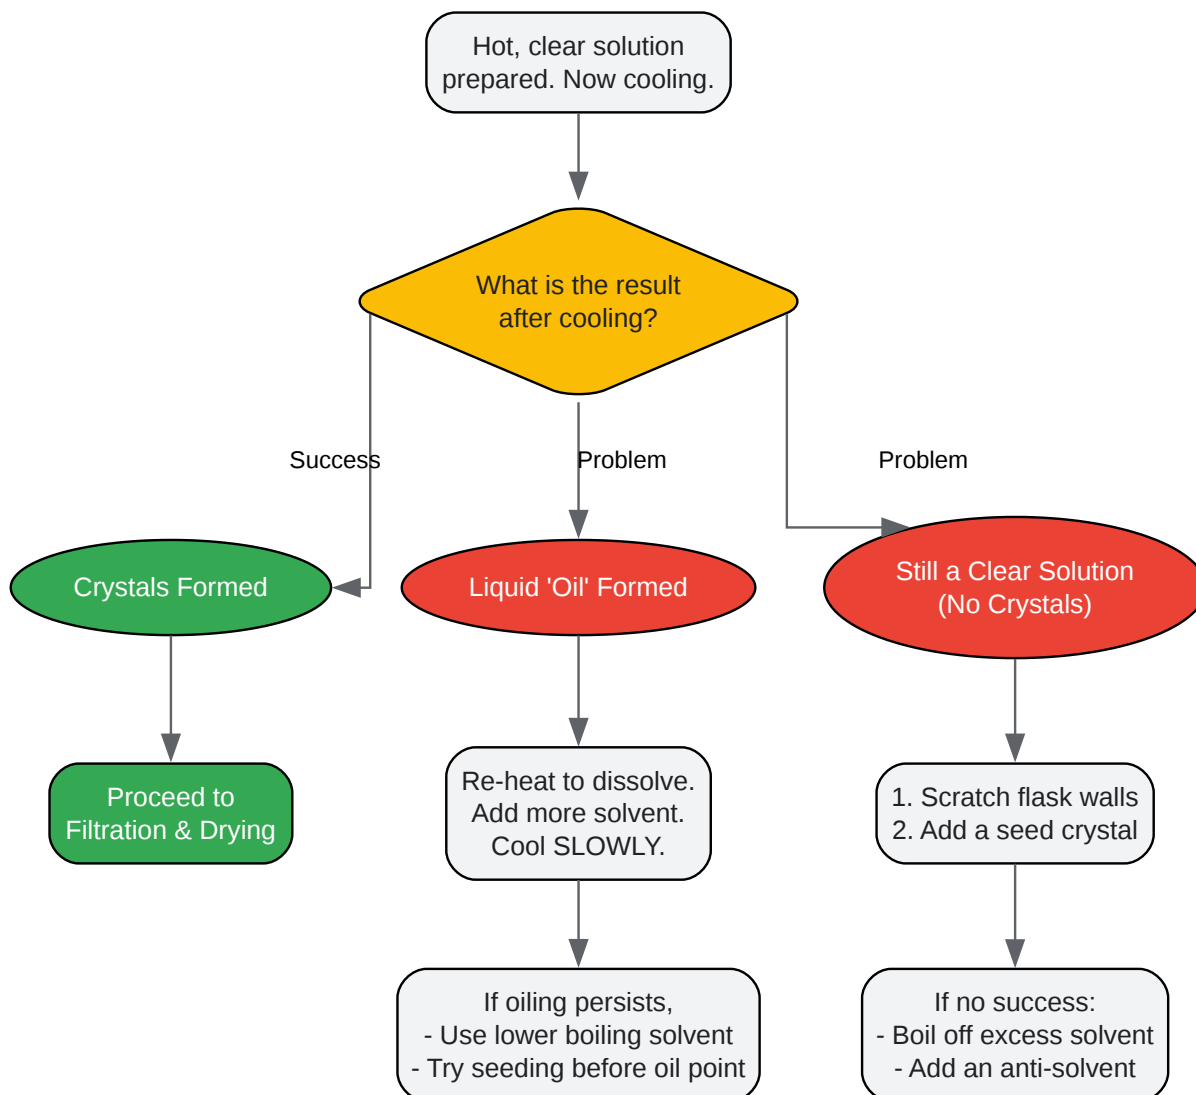 Hot, clear solution
prepared. Now cooling.
What is the result
after cooling?
Success
Problem
Problem
Crystals Formed
Liquid 'Oil' Formed
Still a Clear Solution
(No Crystals)
Proceed to
Filtration & Drying
Re-heat to dissolve.
Add more solvent.
Cool SLOWLY.
1. Scratch flask walls
2. Add a seed crystal
If oiling persists,
- Use lower boiling solvent
- Try seeding before oil point
If no success:
- Boil off excess solvent
- Add an anti-solvent